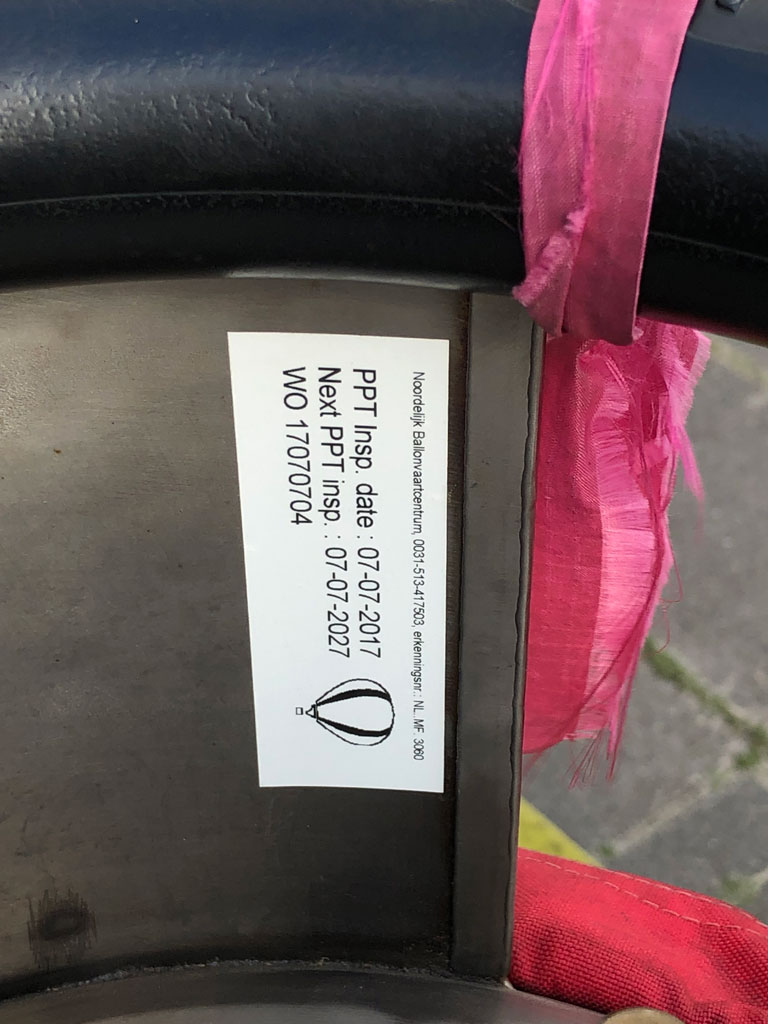 Noordelijk Ballonvaartcentrum, 0031-513-417503, erkenningsnr.: NL. MF. 3060
PPT Insp. date : 07-07-2017
Next PPT insp. : 07-07-2027
WO 17070704